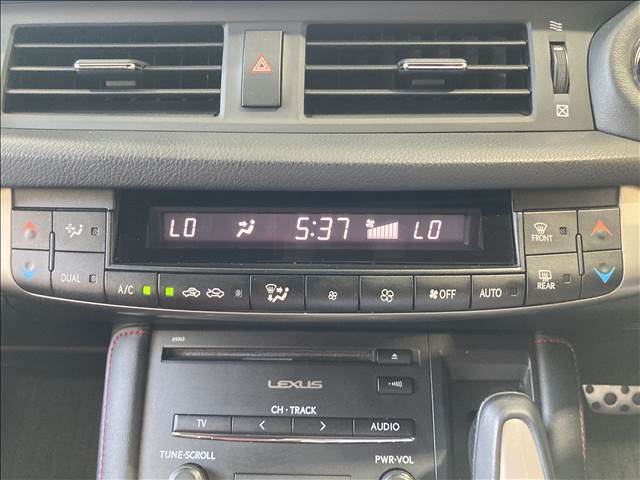 LO 5:37 LO
FRONT
DUAL
A/C OFF AUTO REAR
LEXUS
CH · TRACK
TV AUDIO
TUNE·SCROLL PWR·VOL